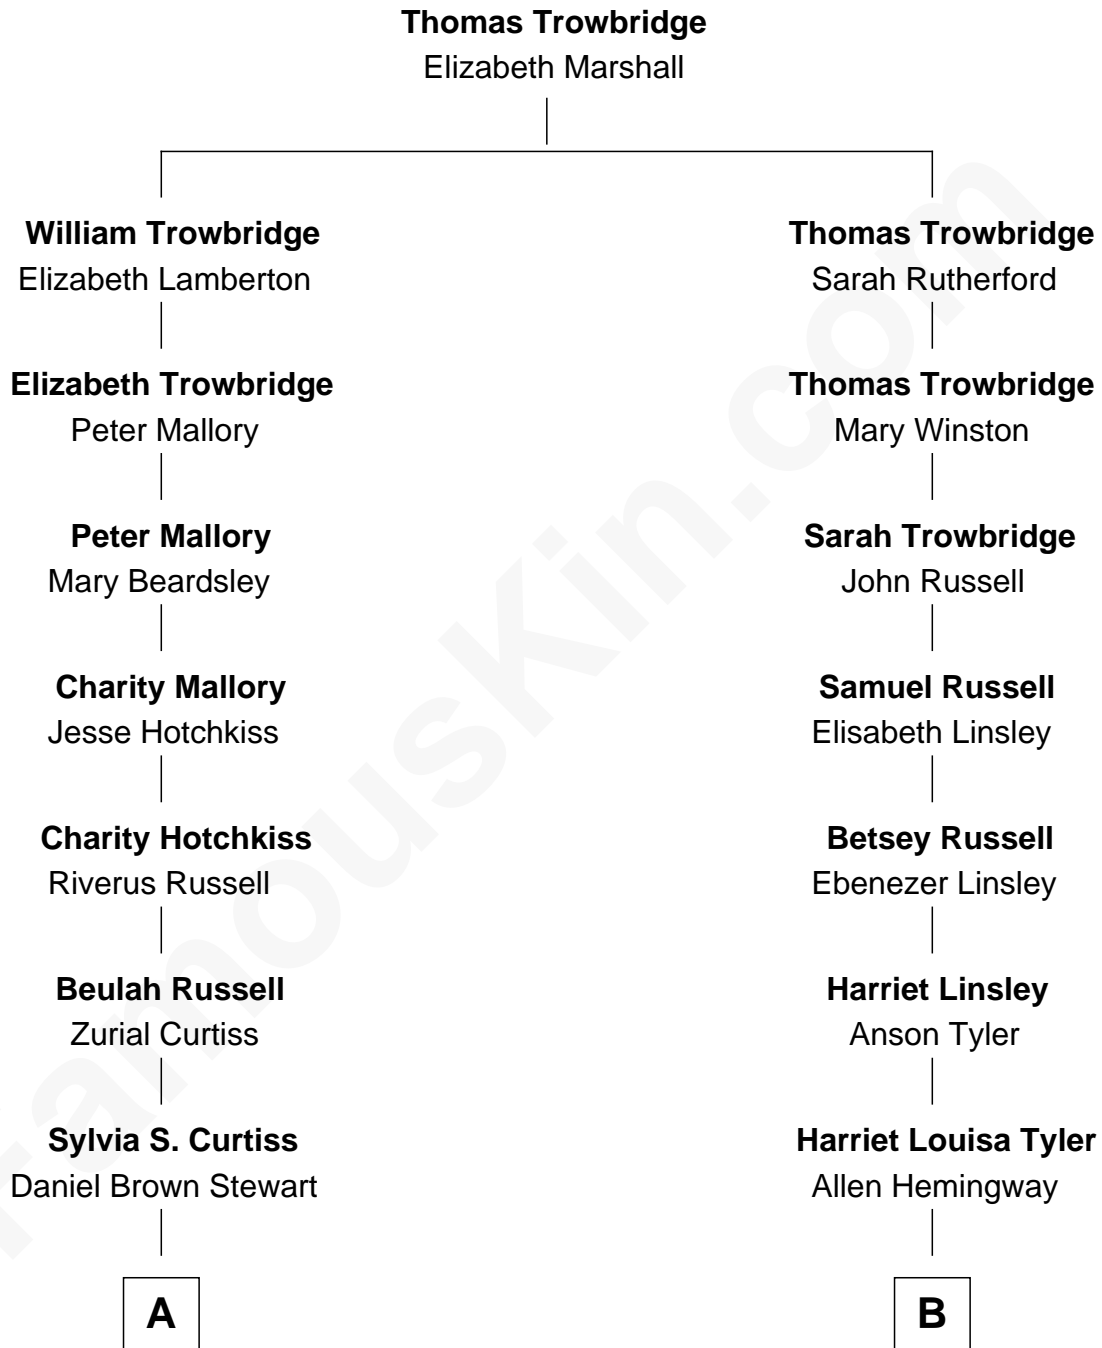 Thomas Trowbridge
Elizabeth Marshall
William Trowbridge
Elizabeth Lamberton
Elizabeth Trowbridge
Peter Mallory
Peter Mallory
Mary Beardsley
Charity Mallory
Jesse Hotchkiss
Charity Hotchkiss
Riverus Russell
Beulah Russell
Zurial Curtiss
Sylvia S. Curtiss
Daniel Brown Stewart
A
Thomas Trowbridge
Sarah Rutherford
Thomas Trowbridge
Mary Winston
Sarah Trowbridge
John Russell
Samuel Russell
Elisabeth Linsley
Betsey Russell
Ebenezer Linsley
Harriet Linsley
Anson Tyler
Harriet Louisa Tyler
Allen Hemingway
B
FamousKin.com